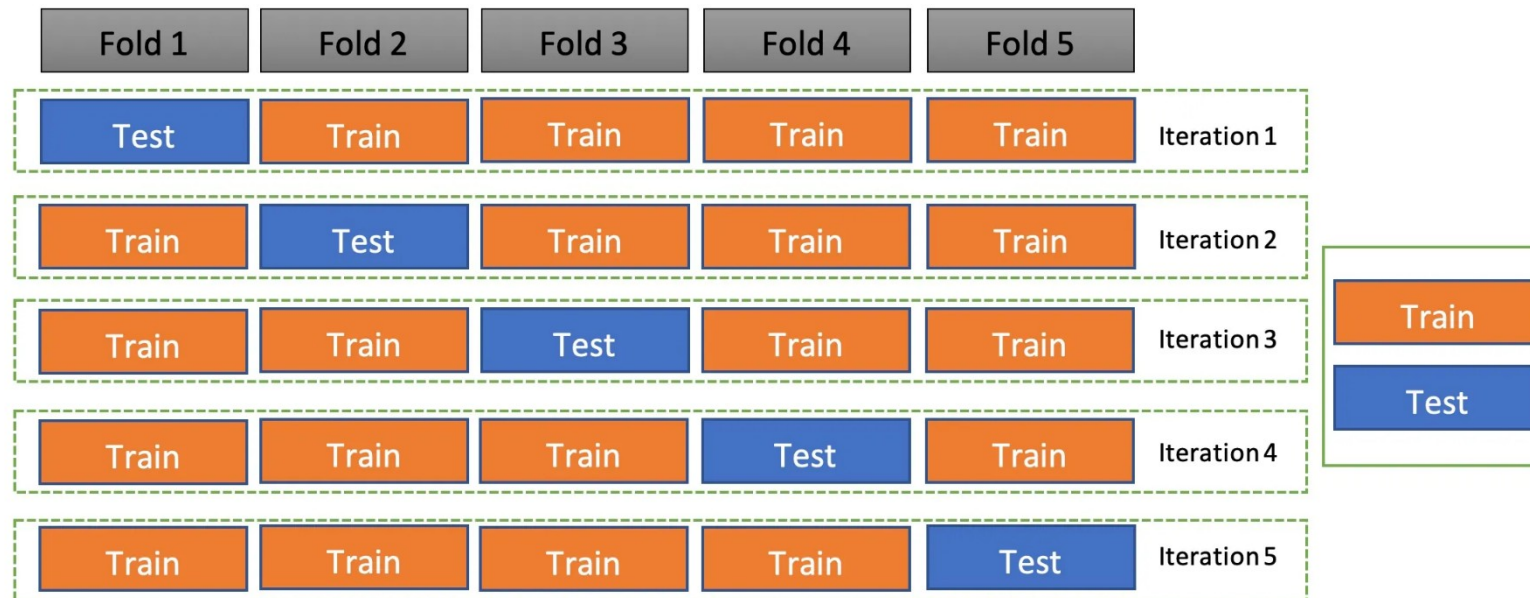 Fold 1 Fold 2 Fold 3 Fold 4 Fold 5
Test Train Train Train Train Iteration 1
Train Test Train Train Train Iteration 2
Train Train Test Train Train Iteration 3
Train Train Train Test Train Iteration 4
Train Train Train Train Test Iteration 5
Train
Test